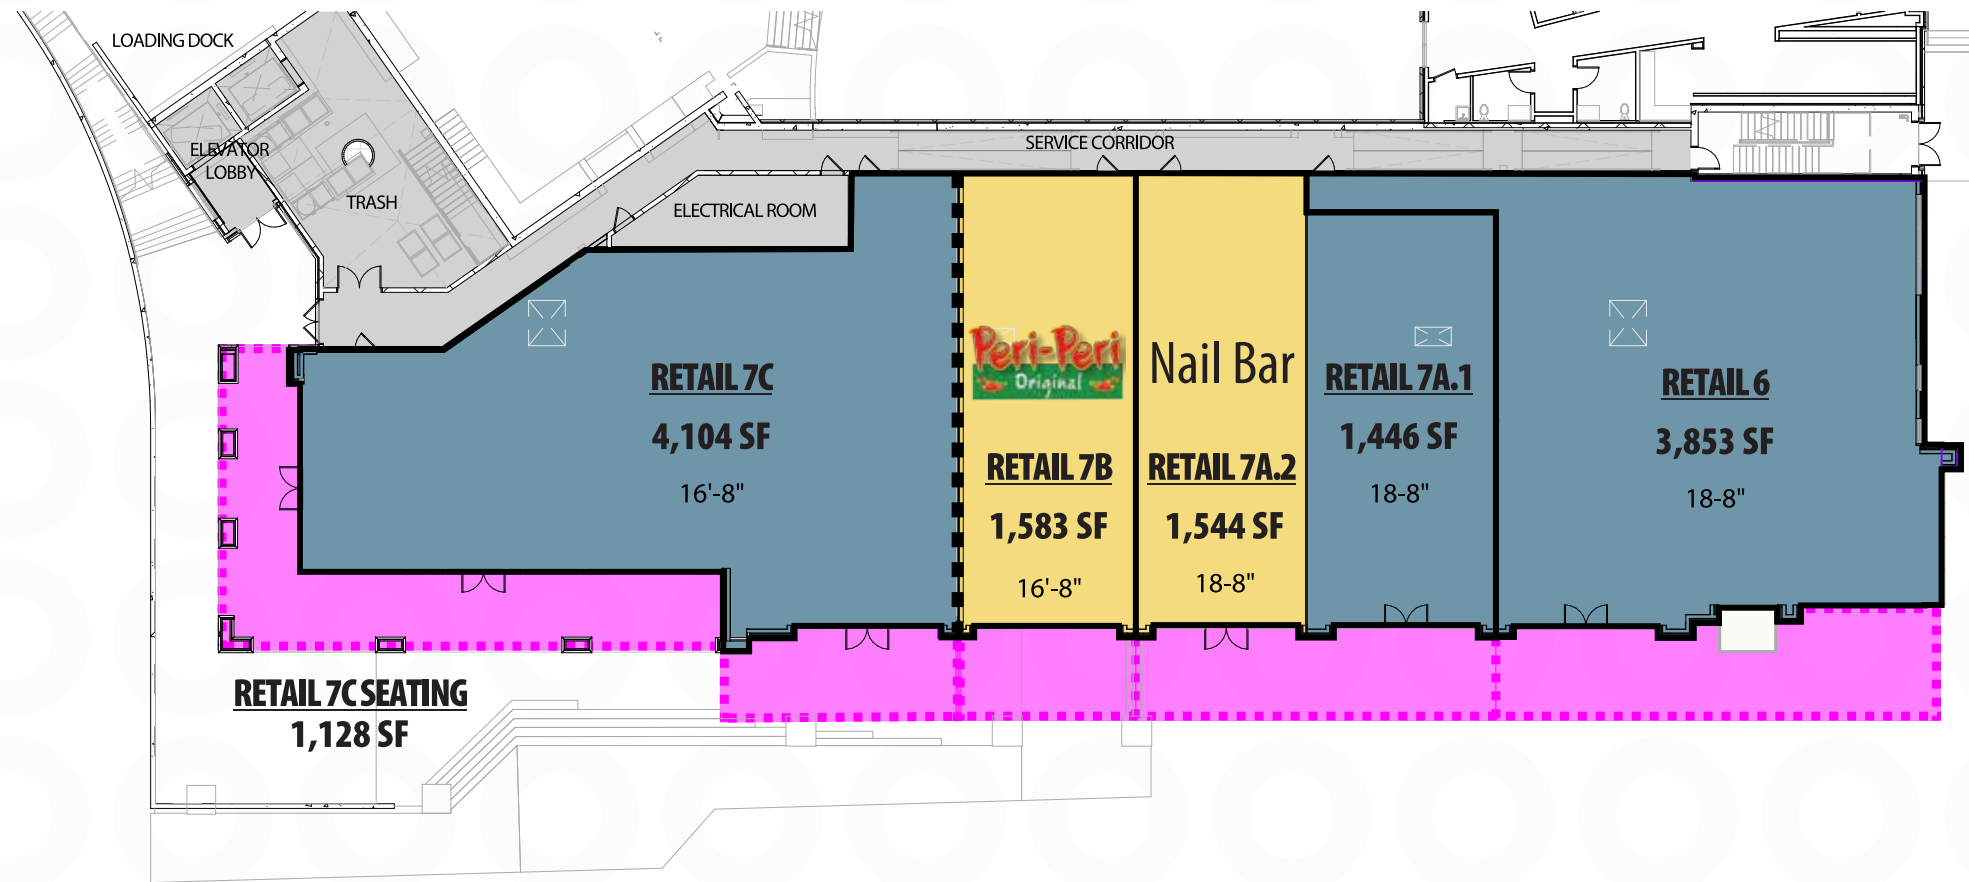 LOADING DOCK
ELEVATOR
LOBBY
TRASH
ELECTRICAL ROOM
SERVICE CORRIDOR
RETAIL 7C
4,104 SF
16'-8"
Peri-Peri
Original
RETAIL 7B
1,583 SF
16'-8"
Nail Bar
RETAIL 7A.2
1,544 SF
18-8"
RETAIL 7A.1
1,446 SF
18-8"
RETAIL 6
3,853 SF
18-8"
RETAIL 7C SEATING
1,128 SF